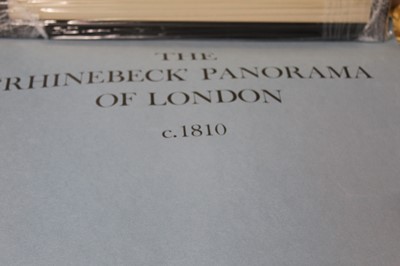 THE
'RHINEBECK' PANORAMA
OF LONDON
c.1810